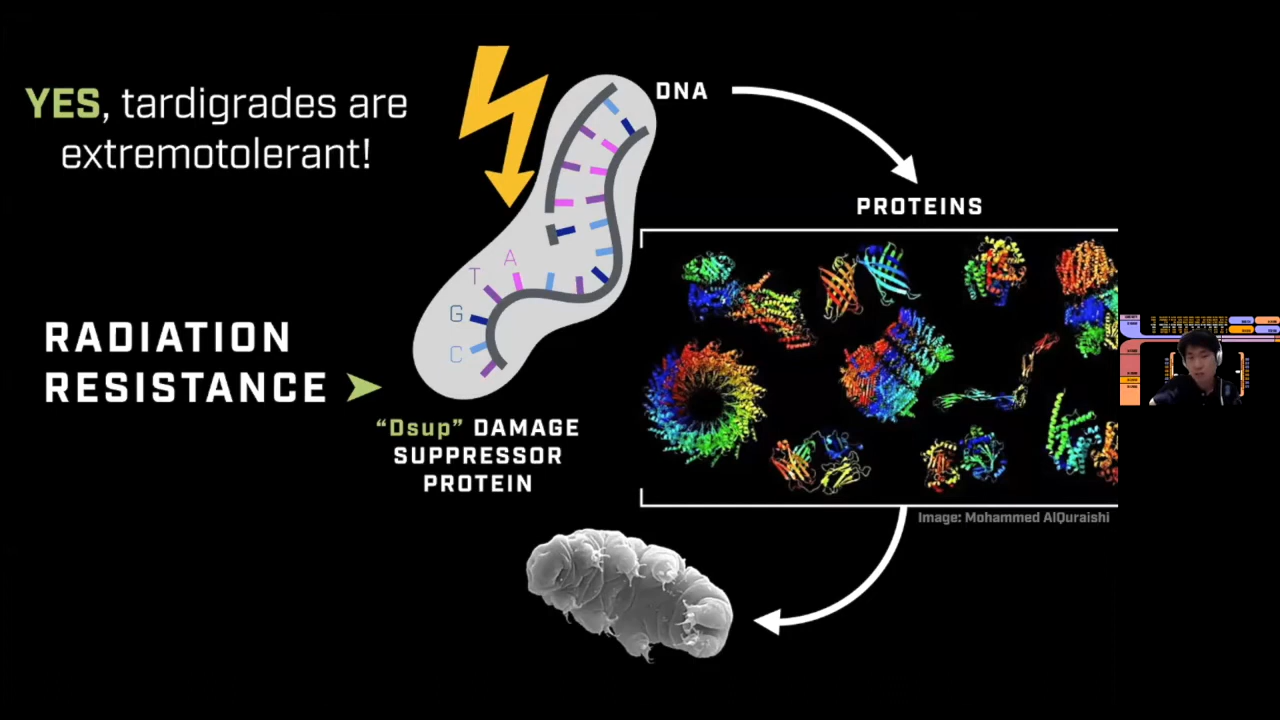 YES, tardigrades are
extremotolerant!
DNA
PROTEINS
A
T
G
C
RADIATION
RESISTANCE
“Dsup” DAMAGE
SUPPRESSOR
PROTEIN
Image: Mohammed AlQuraishi